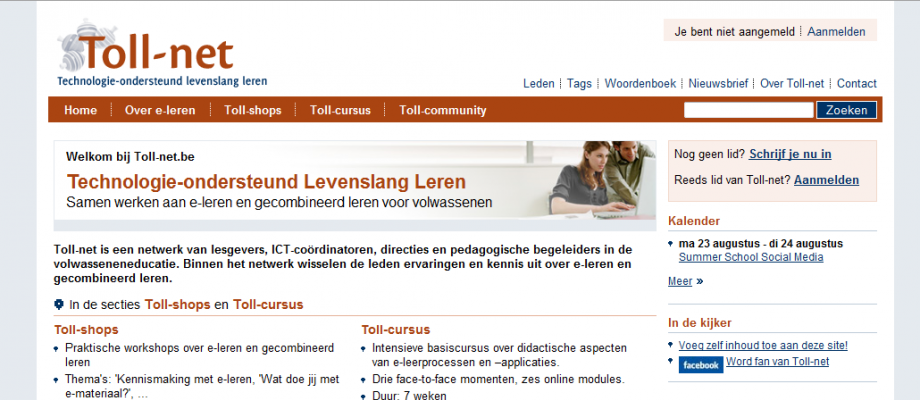 Toll-net
Technologie-ondersteund levenslang leren
Je bent niet aangemeld Aanmelden
Leden Tags Woordenboek Nieuwsbrief Over Toll-net Contact
Home Over e-leren Toll-shops Toll-cursus Toll-community Zoeken
Welkom bij Toll-net.be
Technologie-ondersteund Levenslang Leren
Samen werken aan e-leren en gecombineerd leren voor volwassenen
Toll-net is een netwerk van lesgevers, ICT-coördinatoren, directies en pedagogische begeleiders in de
volwasseneneducatie. Binnen het netwerk wisselen de leden ervaringen en kennis uit over e-leren en
gecombineerd leren.
In de secties Toll-shops en Toll-cursus
Toll-shops
Praktische workshops over e-leren en gecombineerd
leren
Thema's: 'Kennismaking met e-leren, 'Wat doe jij met
e-materiaal?', ...
Toll-cursus
Intensieve basiscursus over didactische aspecten
van e-leerprocessen en –applicaties.
Drie face-to-face momenten, zes online modules.
Duur: 7 weken
Nog geen lid? Schrijf je nu in
Reeds lid van Toll-net? Aanmelden
Kalender
ma 23 augustus - di 24 augustus
Summer School Social Media
Meer »
In de kijker
Voeg zelf inhoud toe aan deze site!
facebook Word fan van Toll-net